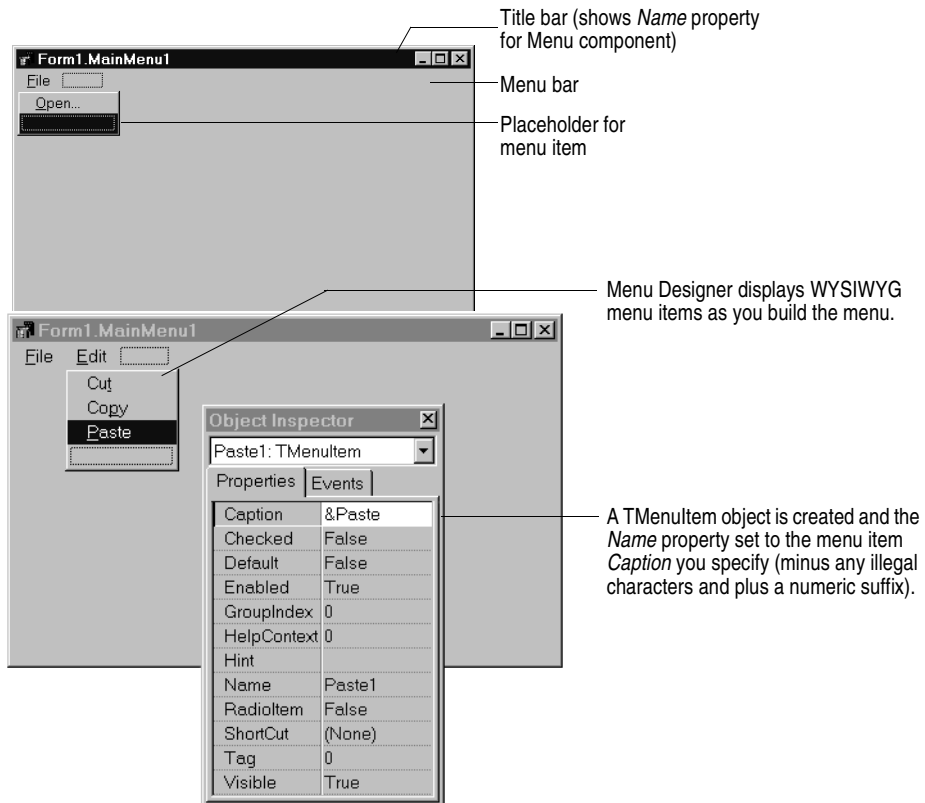 Title bar (shows Name property
for Menu component)
Form1.MainMenu1
File
Menu bar
Open...
Placeholder for
menu item
Menu Designer displays WYSIWYG
menu items as you build the menu.
Form1.MainMenu1
File Edit
Cut
Copy
Paste
Object Inspector
Paste1: TMenuItem
Properties Events
Caption &Paste
Checked False
Default False
Enabled True
GroupIndex 0
HelpContext 0
Hint
Name Paste1
RadioItem False
ShortCut (None)
Tag 0
Visible True
A TMenuItem object is created and the
Name property set to the menu item
Caption you specify (minus any illegal
characters and plus a numeric suffix).